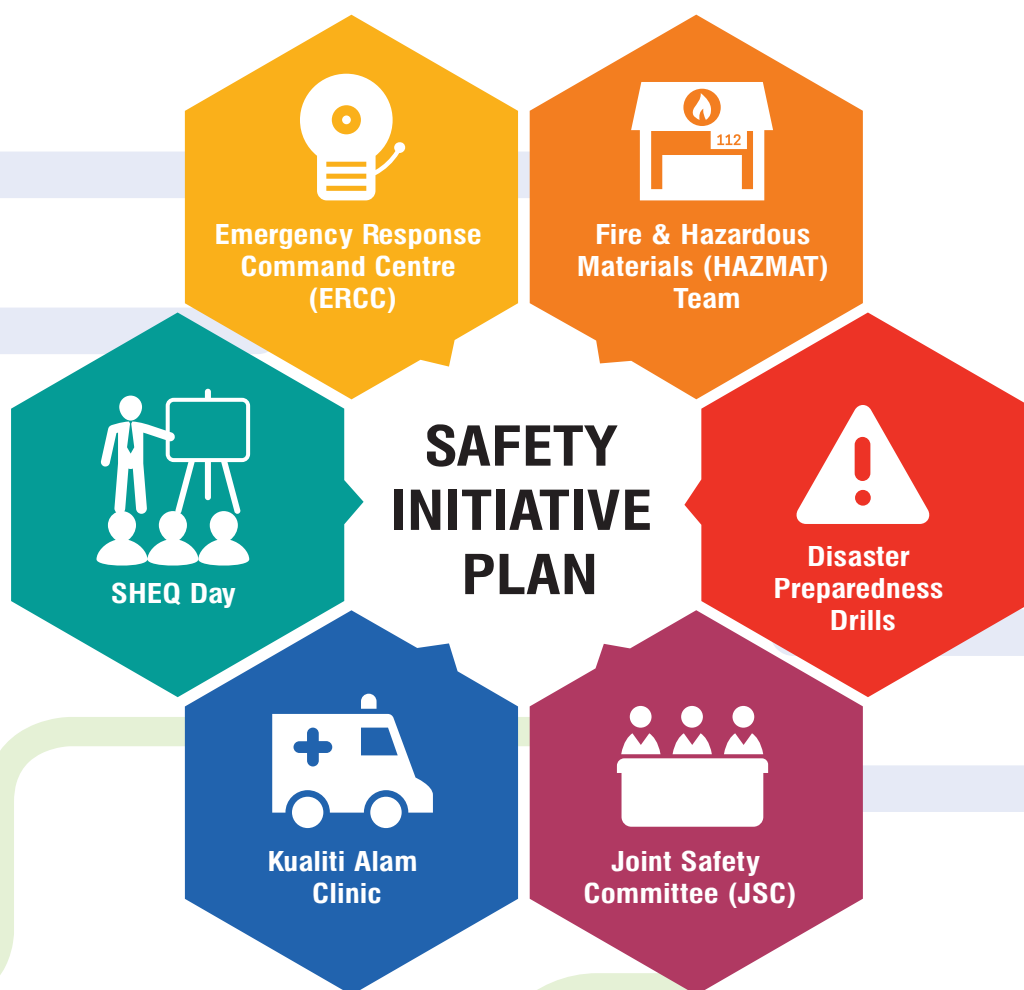 Emergency Response
Command Centre
(ERCC)
112
Fire & Hazardous
Materials (HAZMAT)
Team
SHEQ Day
SAFETY
INITIATIVE
PLAN
Disaster
Preparedness
Drills
Kualiti Alam
Clinic
Joint Safety
Committee (JSC)